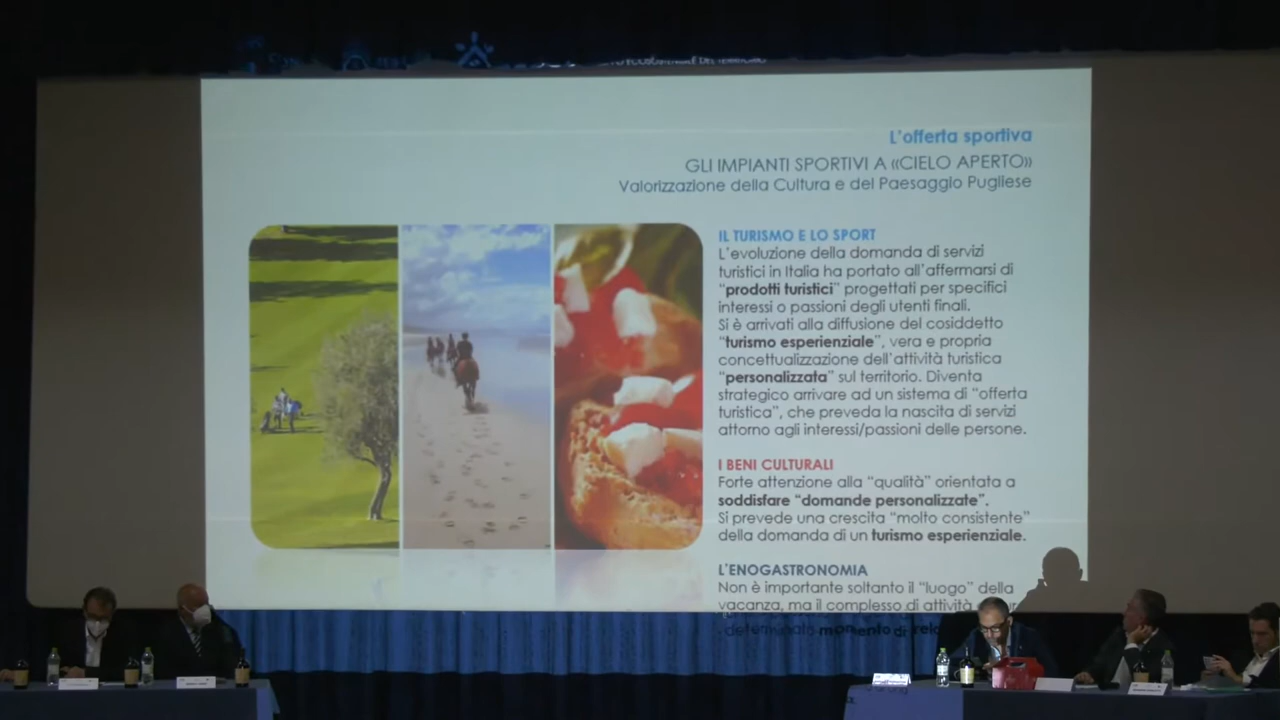 L'offerta sportiva
GLI IMPIANTI SPORTIVI A «CIELO APERTO»
Valorizzazione della Cultura e del Paesaggio Pugliese
IL TURISMO E LO SPORT
L'evoluzione della domanda di servizi
turistici in Italia ha portato all'affermarsi di
"prodotti turistici" progettati per specifici
interessi o passioni degli utenti finali.
Si è arrivati alla diffusione del cosiddetto
"turismo esperienziale", vera e propria
concettualizzazione dell'attività turistica
"personalizzata" sul territorio. Diventa
strategico arrivare ad un sistema di "offerta
turistica", che preveda la nascita di servizi
attorno agli interessi/passioni delle persone.
I BENI CULTURALI
Forte attenzione alla "qualità" orientata a
soddisfare "domande personalizzate".
Si prevede una crescita "molto consistente"
della domanda di un turismo esperienziale.
L'ENOGASTRONOMIA
Non è importante soltanto il "luogo" della
vacanza, ma il complesso di attività
determinato momento di